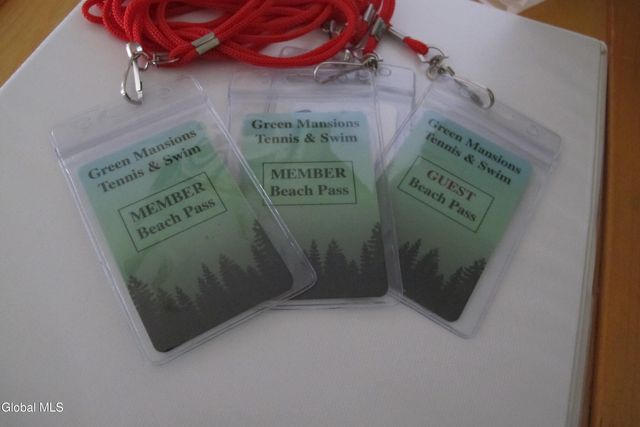 Green Mansions
Tennis & Swim
MEMBER
Beach Pass
Green Mansions
Tennis & Swim
MEMBER
Beach Pass
Green Mansions
Tennis & Swim
GUEST
Beach Pass
Global MLS